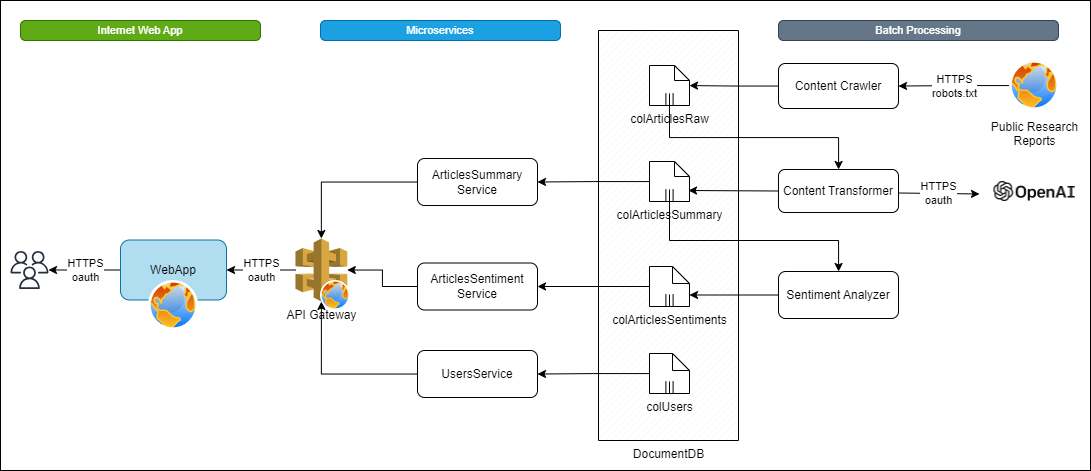 Internet Web App
Microservices
Batch Processing
Content Crawler
HTTPS
robots.txt
Public Research
Reports
colArticlesRaw
ArticlesSummary
Service
colArticlesSummary
Content Transformer
HTTPS
oauth
OpenAI
HTTPS
oauth
WebApp
HTTPS
oauth
API Gateway
ArticlesSentiment
Service
colArticlesSentiments
Sentiment Analyzer
UsersService
colUsers
DocumentDB